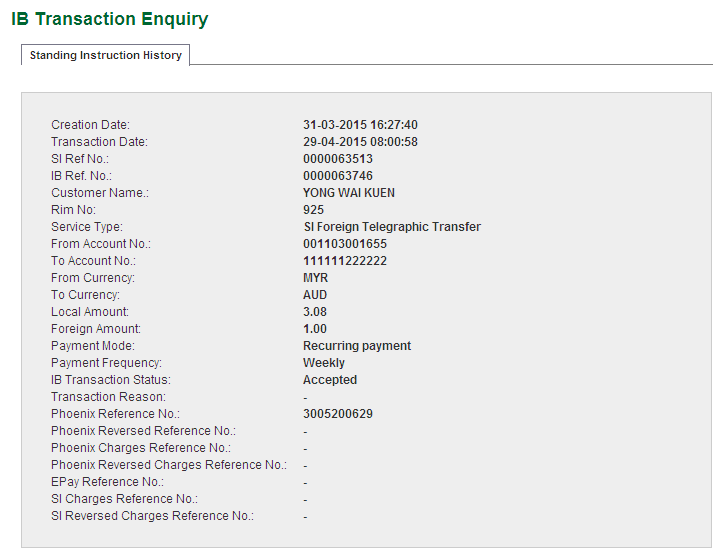 IB Transaction Enquiry
Standing Instruction History
Creation Date: 31-03-2015 16:27:40
Transaction Date: 29-04-2015 08:00:58
SI Ref No.: 0000063513
IB Ref. No.: 0000063746
Customer Name.: YONG WAI KUEN
Rim No: 925
Service Type: SI Foreign Telegraphic Transfer
From Account No.: 001103001655
To Account No.: 111111222222
From Currency: MYR
To Currency: AUD
Local Amount: 3.08
Foreign Amount: 1.00
Payment Mode: Recurring payment
Payment Frequency: Weekly
IB Transaction Status: Accepted
Transaction Reason: -
Phoenix Reference No.: 3005200629
Phoenix Reversed Reference No.: -
Phoenix Charges Reference No.: -
Phoenix Reversed Charges Reference No.: -
EPay Reference No.: -
SI Charges Reference No.: -
SI Reversed Charges Reference No.: -